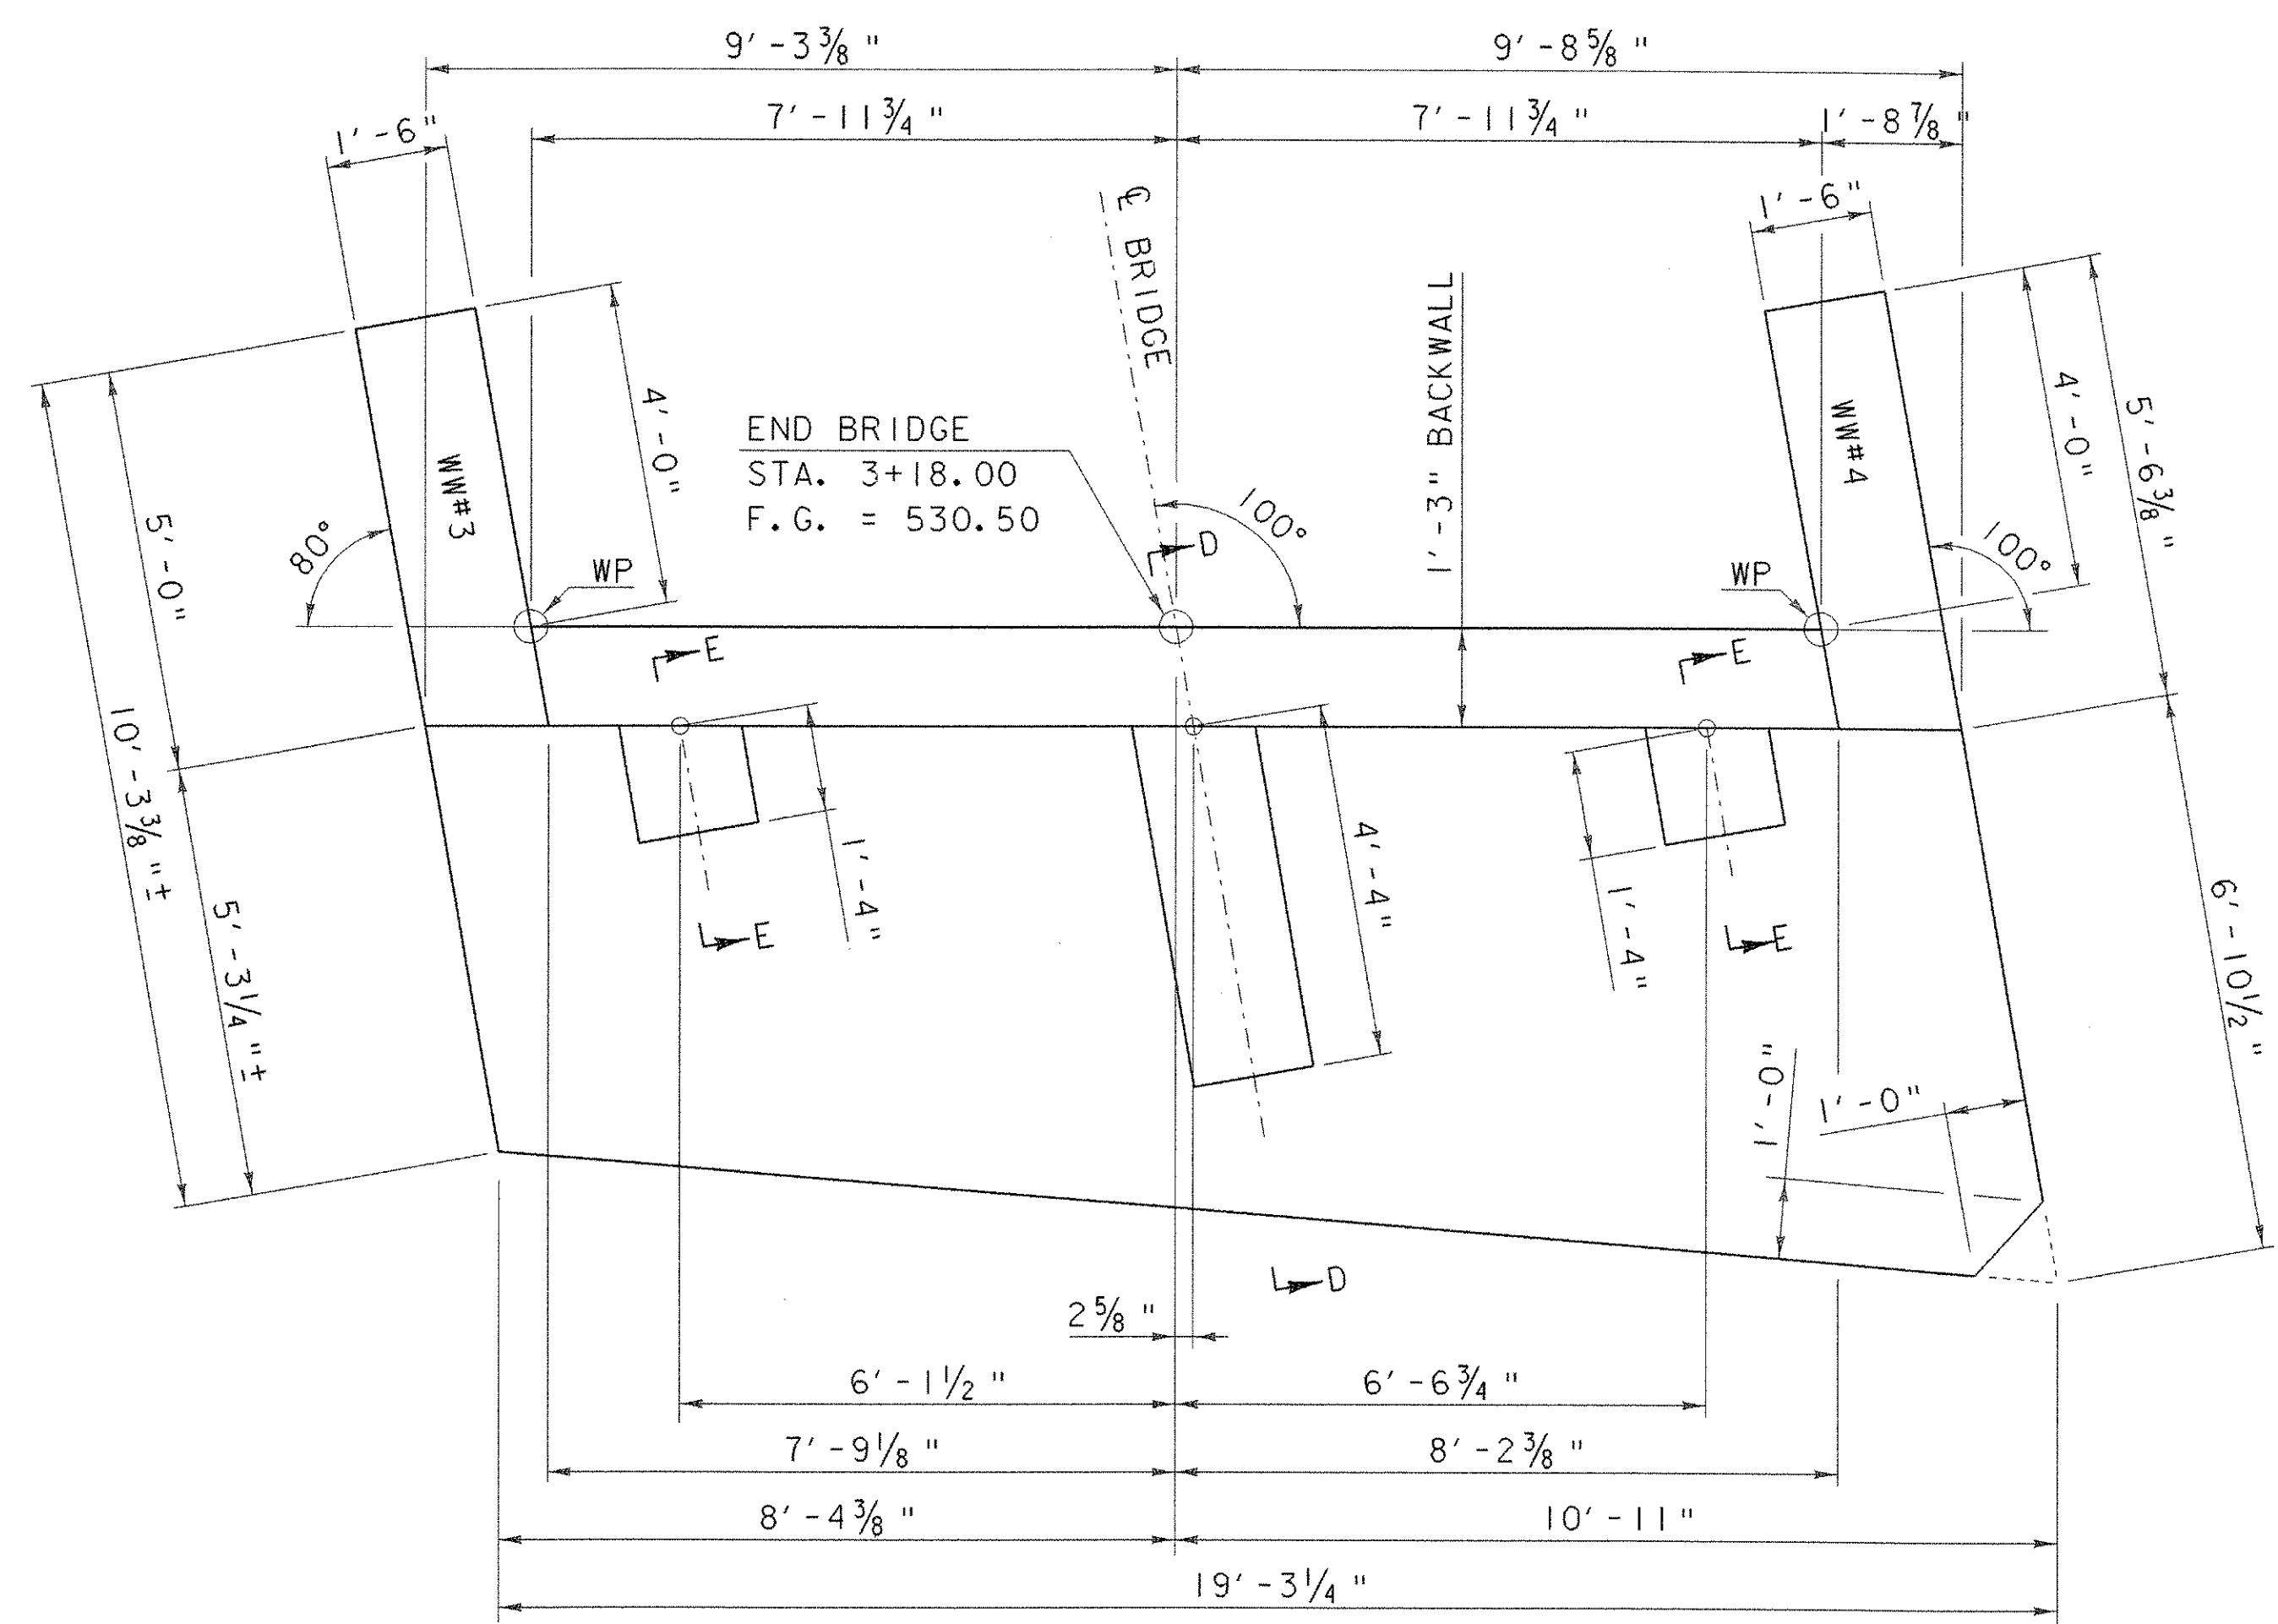 9'-3 3/8" 9'-8 5/8"
7'-11 3/4" 7'-11 3/4" 1'-8 7/8"
1'-6"
1'-6"
℄ BRIDGE
1'-3" BACKWALL
4'-0"
4'-0"
5'-6 3/8"
WW#3
WW#4
END BRIDGE
STA. 3+18.00
F.G. = 530.50
80°
100°
100°
5'-0"
D
WP
WP
E
E
10'-3 3/8"±
5'-3 1/4"±
1'-4"
4'-4"
1'-4"
6'-10 1/2"
E
E
1'-0"
1'-0"
D
2 5/8"
6'-1 1/2" 6'-6 3/4"
7'-9 1/8" 8'-2 3/8"
8'-4 3/8" 10'-11"
19'-3 1/4"